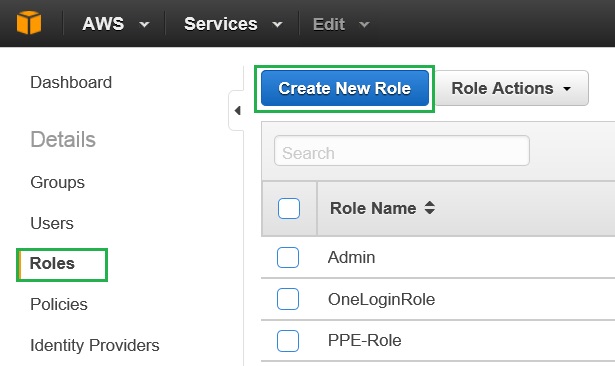 AWS Services Edit
Dashboard
Details
Groups
Users
Roles
Policies
Identity Providers
Create New Role Role Actions
Search
Role Name
Admin
OneLoginRole
PPE-Role